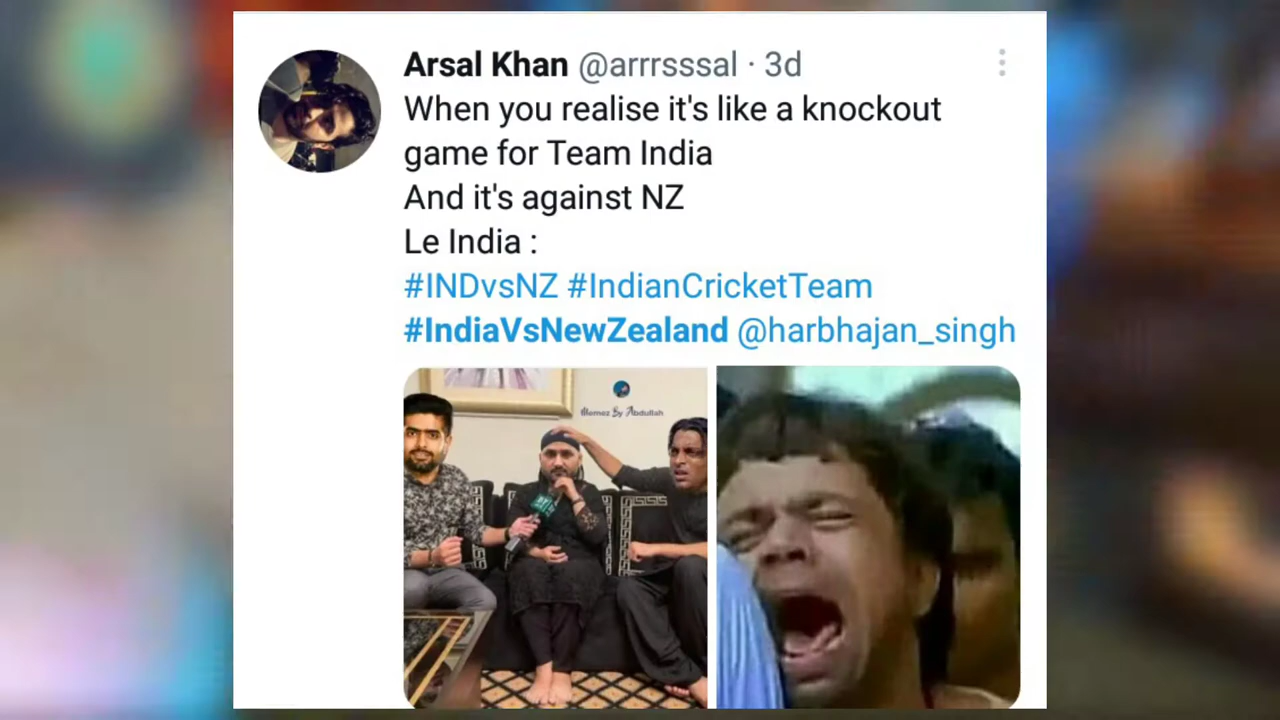 Arsal Khan @arrrsssal · 3d
When you realise it's like a knockout
game for Team India
And it's against NZ
Le India :
#INDvsNZ #IndianCricketTeam
#IndiaVsNewZealand @harbhajan_singh
Memez By Abdullah